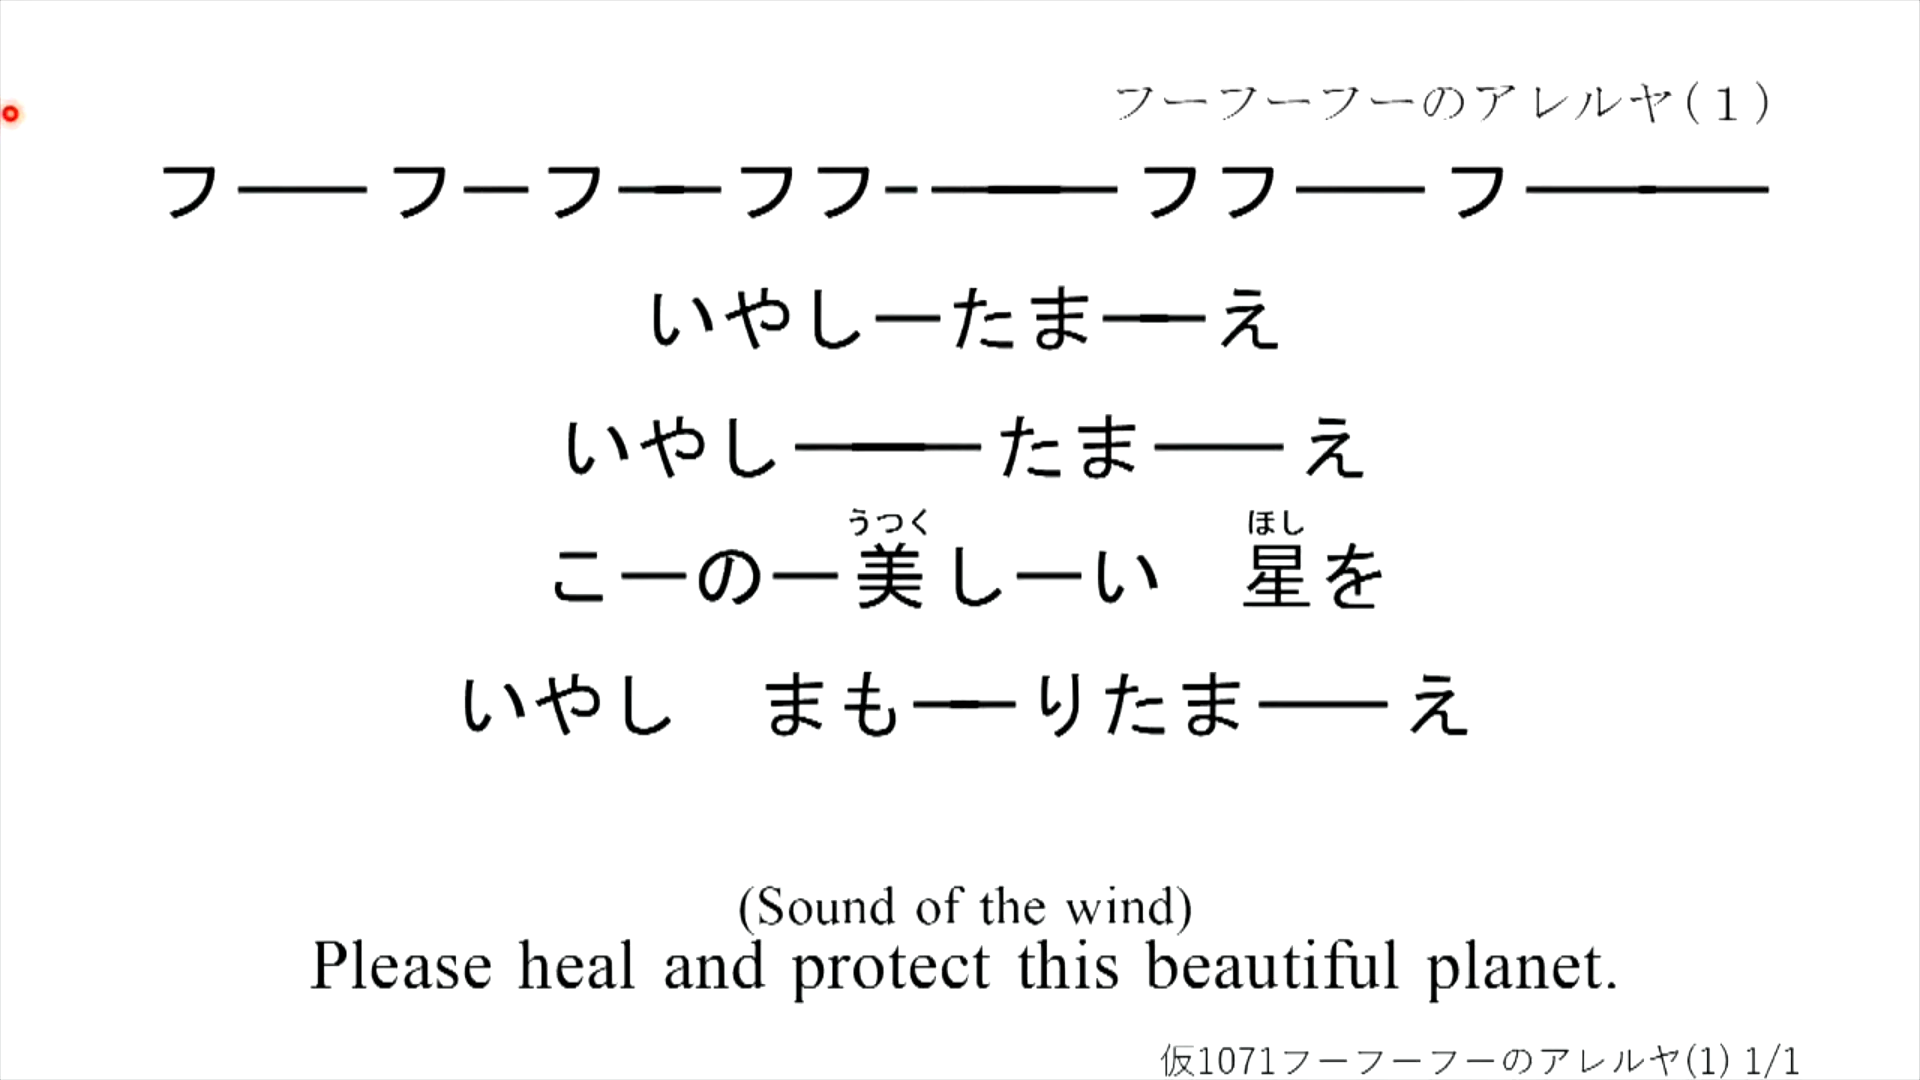 フーフーフーのアレルヤ(１)
フ――フ―フ――フフ-―――フフ――フ――――
いやし―たま――え
いやし―――たま――え
こ―の―美し―い　星を
うつく　ほし
いやし　まも――りたま――え
(Sound of the wind)
Please heal and protect this beautiful planet.
仮1071フーフーフーのアレルヤ(1) 1/1